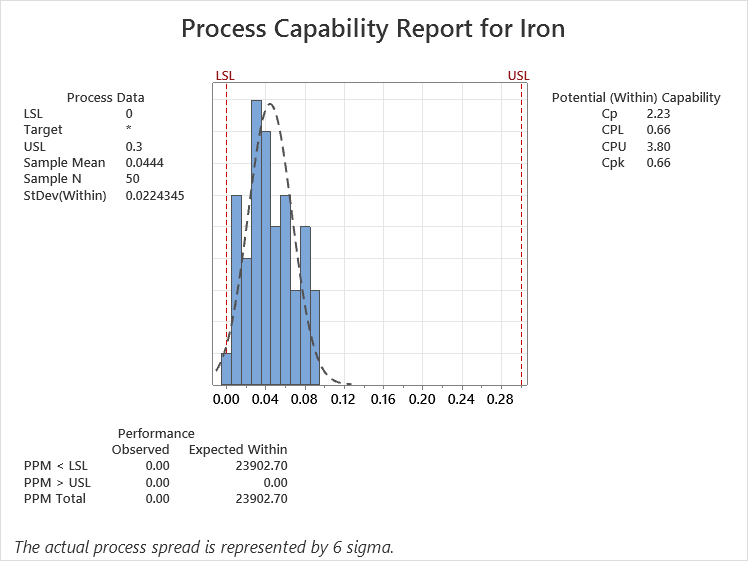 Process Capability Report for Iron
LSL USL
Process Data
LSL 0
Target *
USL 0.3
Sample Mean 0.0444
Sample N 50
StDev(Within) 0.0224345
Potential (Within) Capability
Cp 2.23
CPL 0.66
CPU 3.80
Cpk 0.66
0.00 0.04 0.08 0.12 0.16 0.20 0.24 0.28
Performance
Observed Expected Within
PPM < LSL 0.00 23902.70
PPM > USL 0.00 0.00
PPM Total 0.00 23902.70
The actual process spread is represented by 6 sigma.